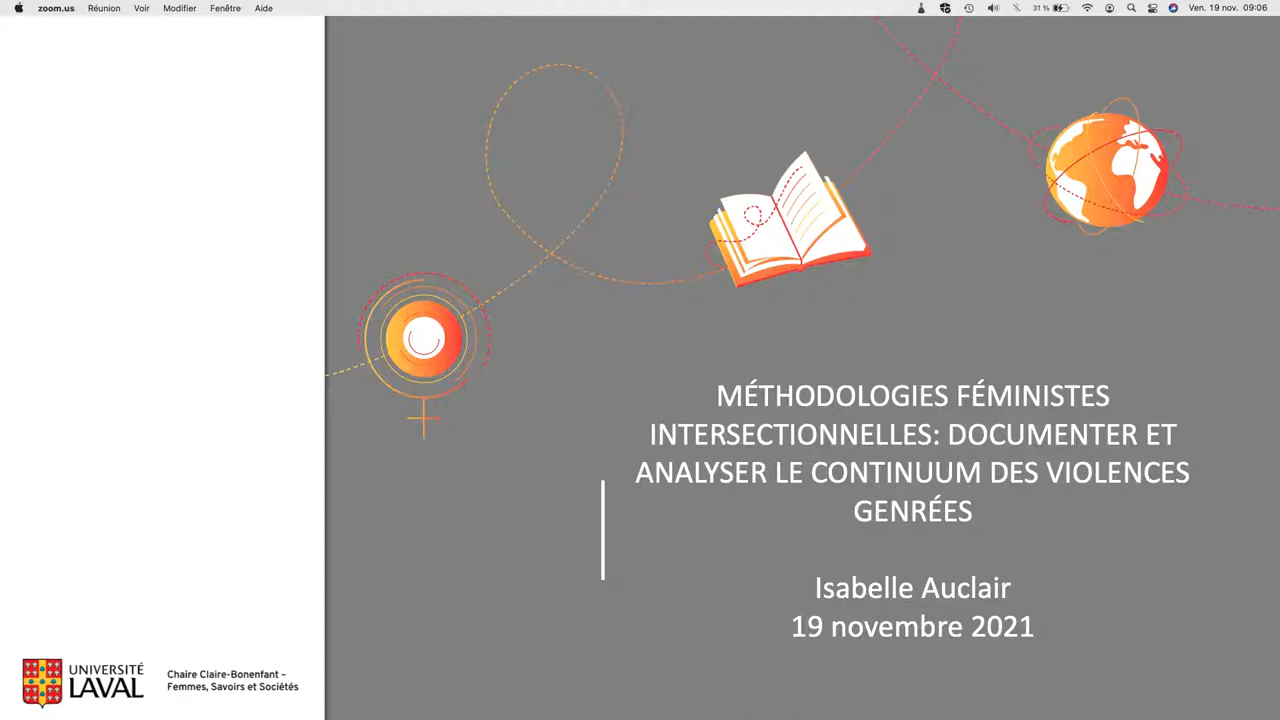 zoom.us Réunion Voir Modifier Fenêtre Aide 31 % Ven. 19 nov. 09:06
MÉTHODOLOGIES FÉMINISTES
INTERSECTIONNELLES: DOCUMENTER ET
ANALYSER LE CONTINUUM DES VIOLENCES
GENRÉES
Isabelle Auclair
19 novembre 2021
UNIVERSITÉ
LAVAL
Chaire Claire-Bonenfant –
Femmes, Savoirs et Sociétés